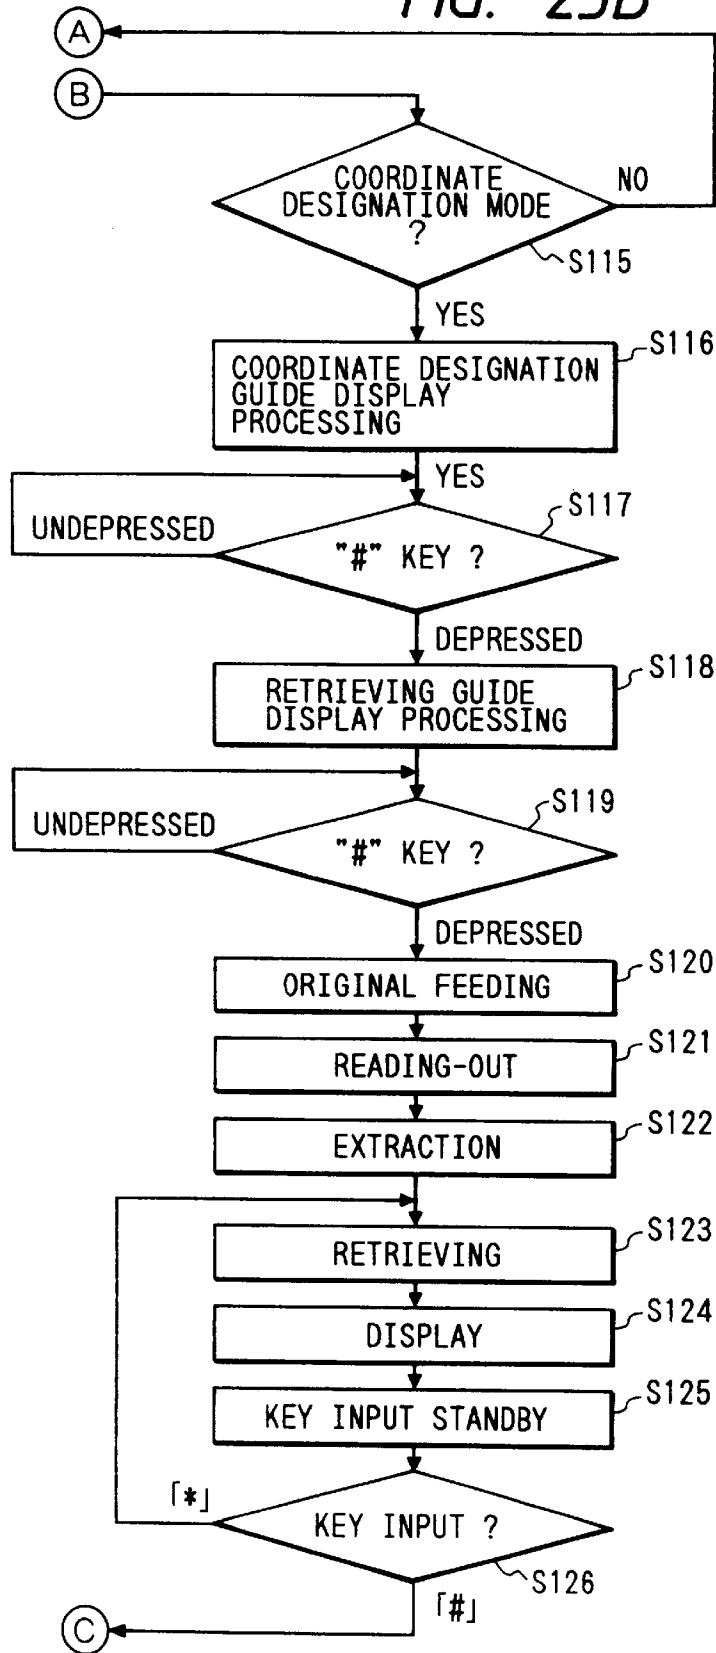 FIG. 23B
A
B
COORDINATE
DESIGNATION MODE
?
NO
S115
YES
S116
COORDINATE DESIGNATION
GUIDE DISPLAY
PROCESSING
YES
S117
UNDEPRESSED
"#" KEY ?
DEPRESSED
S118
RETRIEVING GUIDE
DISPLAY PROCESSING
S119
UNDEPRESSED
"#" KEY ?
DEPRESSED
S120
ORIGINAL FEEDING
S121
READING-OUT
S122
EXTRACTION
S123
RETRIEVING
S124
DISPLAY
S125
KEY INPUT STANDBY
「*」
KEY INPUT ?
S126
「#」
C